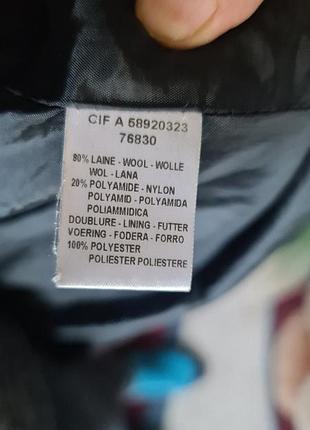 CIF A 58920323
76830
80% LAINE - WOOL - WOLLE
WOL - LANA
20% POLYAMIDE - NYLON
POLYAMID - POLYAMIDA
POLIAMMIDICA
DOUBLURE - LINING - FUTTER
VOERING - FODERA - FORRO
100% POLYESTER
POLIESTER POLIESTERE